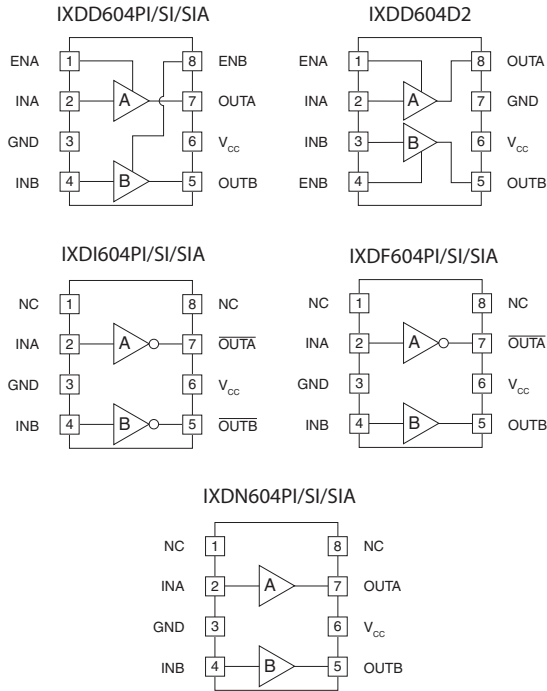 IXDD604PI/SI/SIA
ENA 1 8 ENB
INA 2 A 7 OUTA
GND 3 6 VCC
INB 4 B 5 OUTB
IXDD604D2
ENA 1 8 OUTA
INA 2 A 7 GND
INB 3 B 6 VCC
ENB 4 5 OUTB
IXDI604PI/SI/SIA
NC 1 8 NC
INA 2 A 7 OUTA
GND 3 6 VCC
INB 4 B 5 OUTB
IXDF604PI/SI/SIA
NC 1 8 NC
INA 2 A 7 OUTA
GND 3 6 VCC
INB 4 B 5 OUTB
IXDN604PI/SI/SIA
NC 1 8 NC
INA 2 A 7 OUTA
GND 3 6 VCC
INB 4 B 5 OUTB